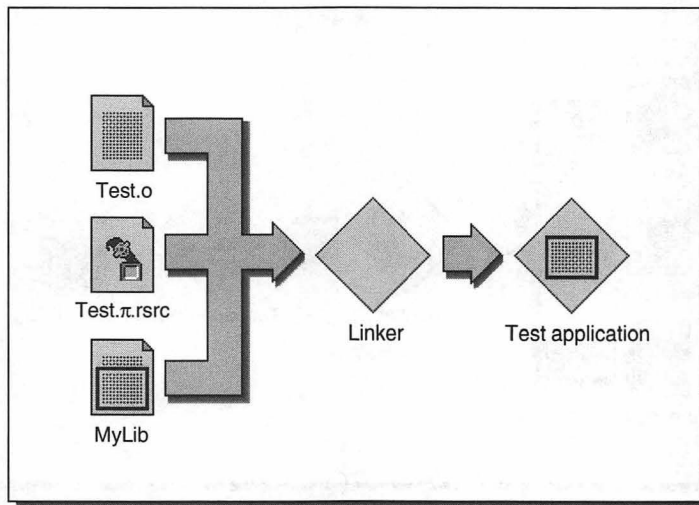 Test.o
Test.π.rsrc
MyLib
Linker
Test application